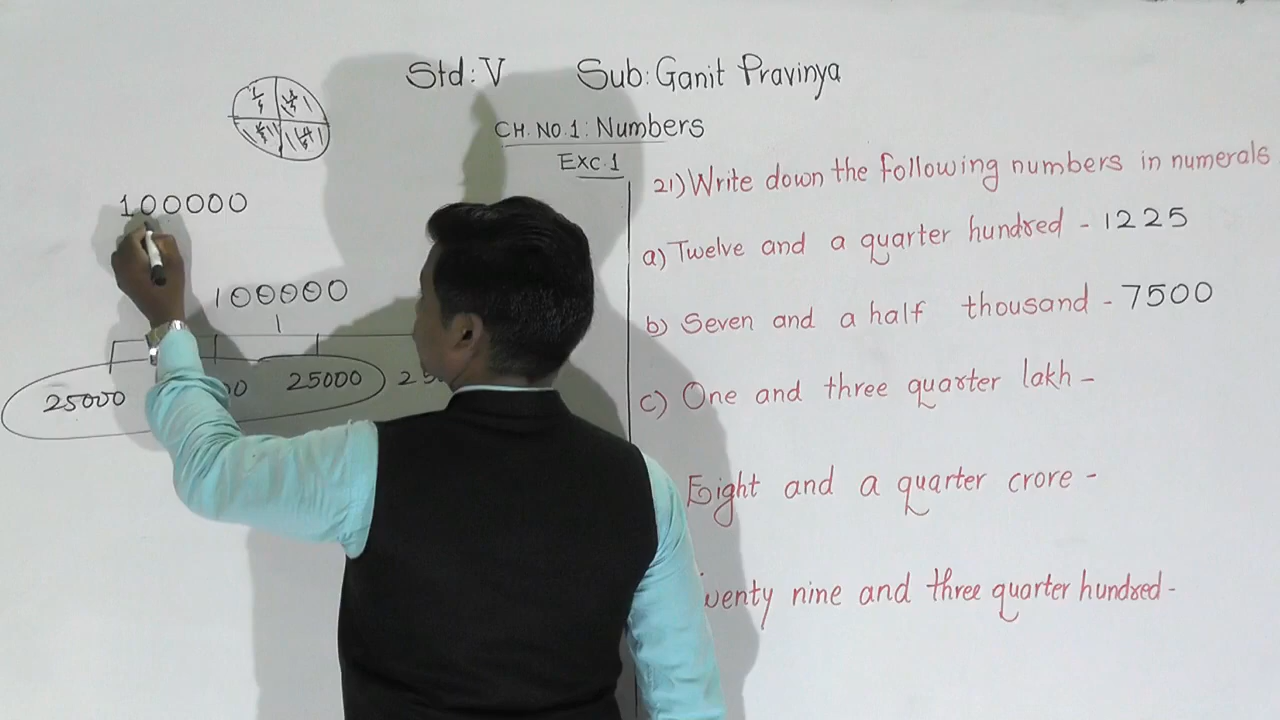 Std: V Sub: Ganit Pravinya
CH. NO. 1: Numbers
Exc. 1
100000
100000
25000 25000
21) Write down the following numbers in numerals
a) Twelve and a quarter hundred - 1225
b) Seven and a half thousand - 7500
c) One and three quarter lakh -
Eight and a quarter crore -
nine and three quarter hundred -